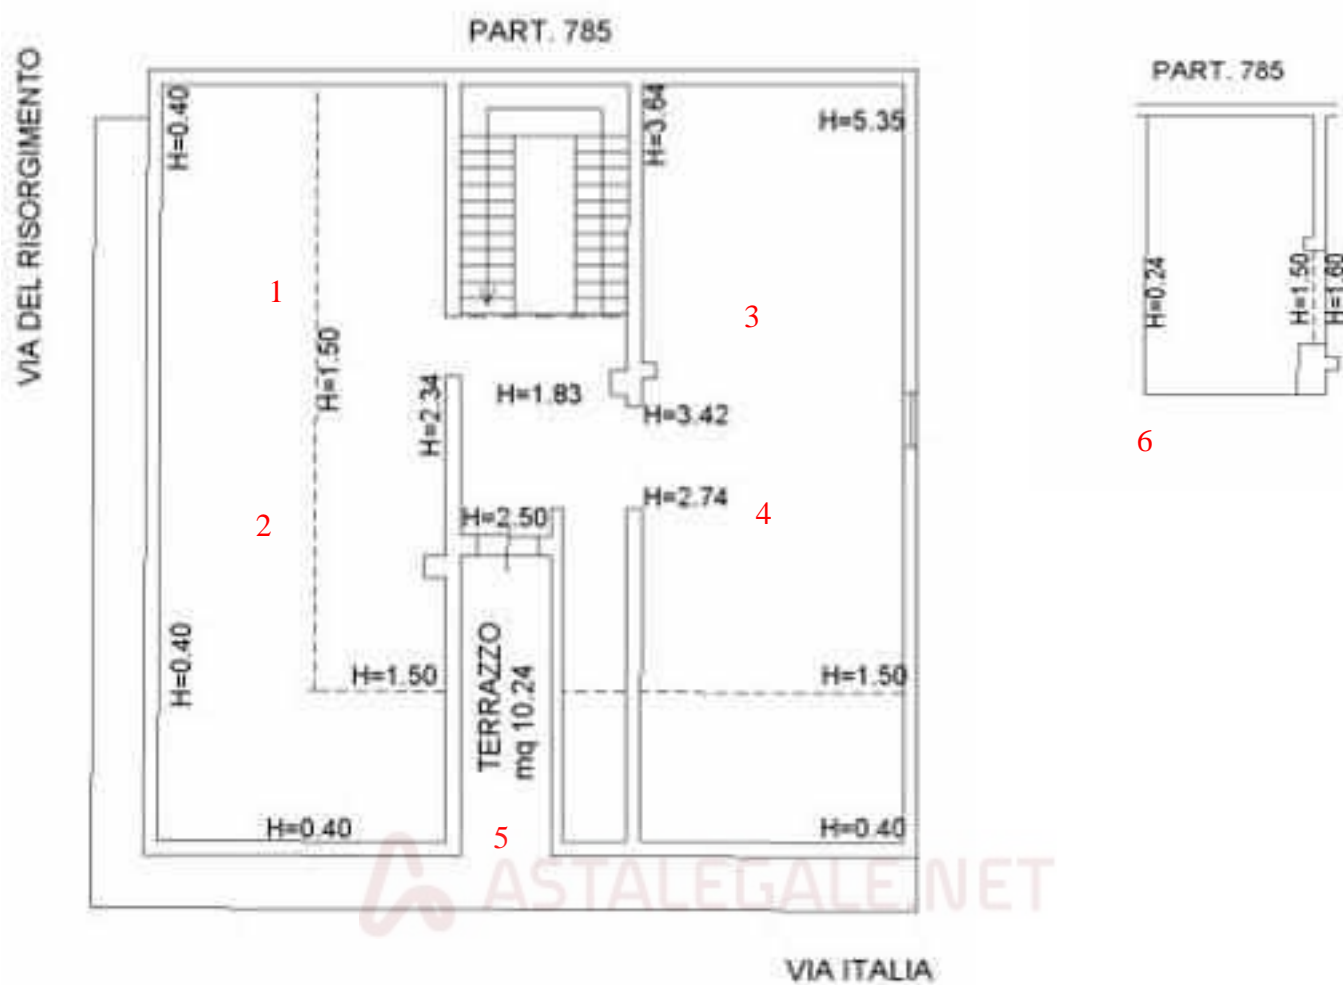 PART. 785
VIA DEL RISORGIMENTO
H=0.40
H=3.64
H=5.35
1
3
H=1.50
H=2.34
H=1.83
H=3.42
2
H=2.50
H=2.74
4
H=0.40
H=1.50
H=1.50
TERRAZZO
mq 10.24
H=0.40
5
H=0.40
ASTALEGALE.NET
VIA ITALIA
PART. 785
H=0.24
H=1.50
H=1.60
6